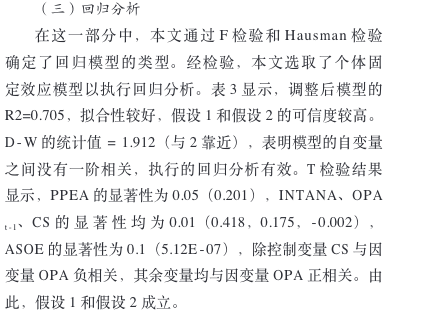 （三）回归分析
在这一部分中，本文通过 F 检验和 Hausman 检验
确定了回归模型的类型。经检验，本文选取了个体固
定效应模型以执行回归分析。表 3 显示，调整后模型的
R2=0.705，拟合性较好，假设 1 和假设 2 的可信度较高。
D-W 的统计值 = 1.912（与 2 靠近），表明模型的自变量
之间没有一阶相关，执行的回归分析有效。T 检验结果
显示，PPEA 的显著性为 0.05（0.201），INTANA、OPA
t-1、CS 的显著性均为 0.01（0.418，0.175，-0.002），
ASOE 的显著性为 0.1（5.12E-07），除控制变量 CS 与因
变量 OPA 负相关，其余变量均与因变量 OPA 正相关。由
此，假设 1 和假设 2 成立。